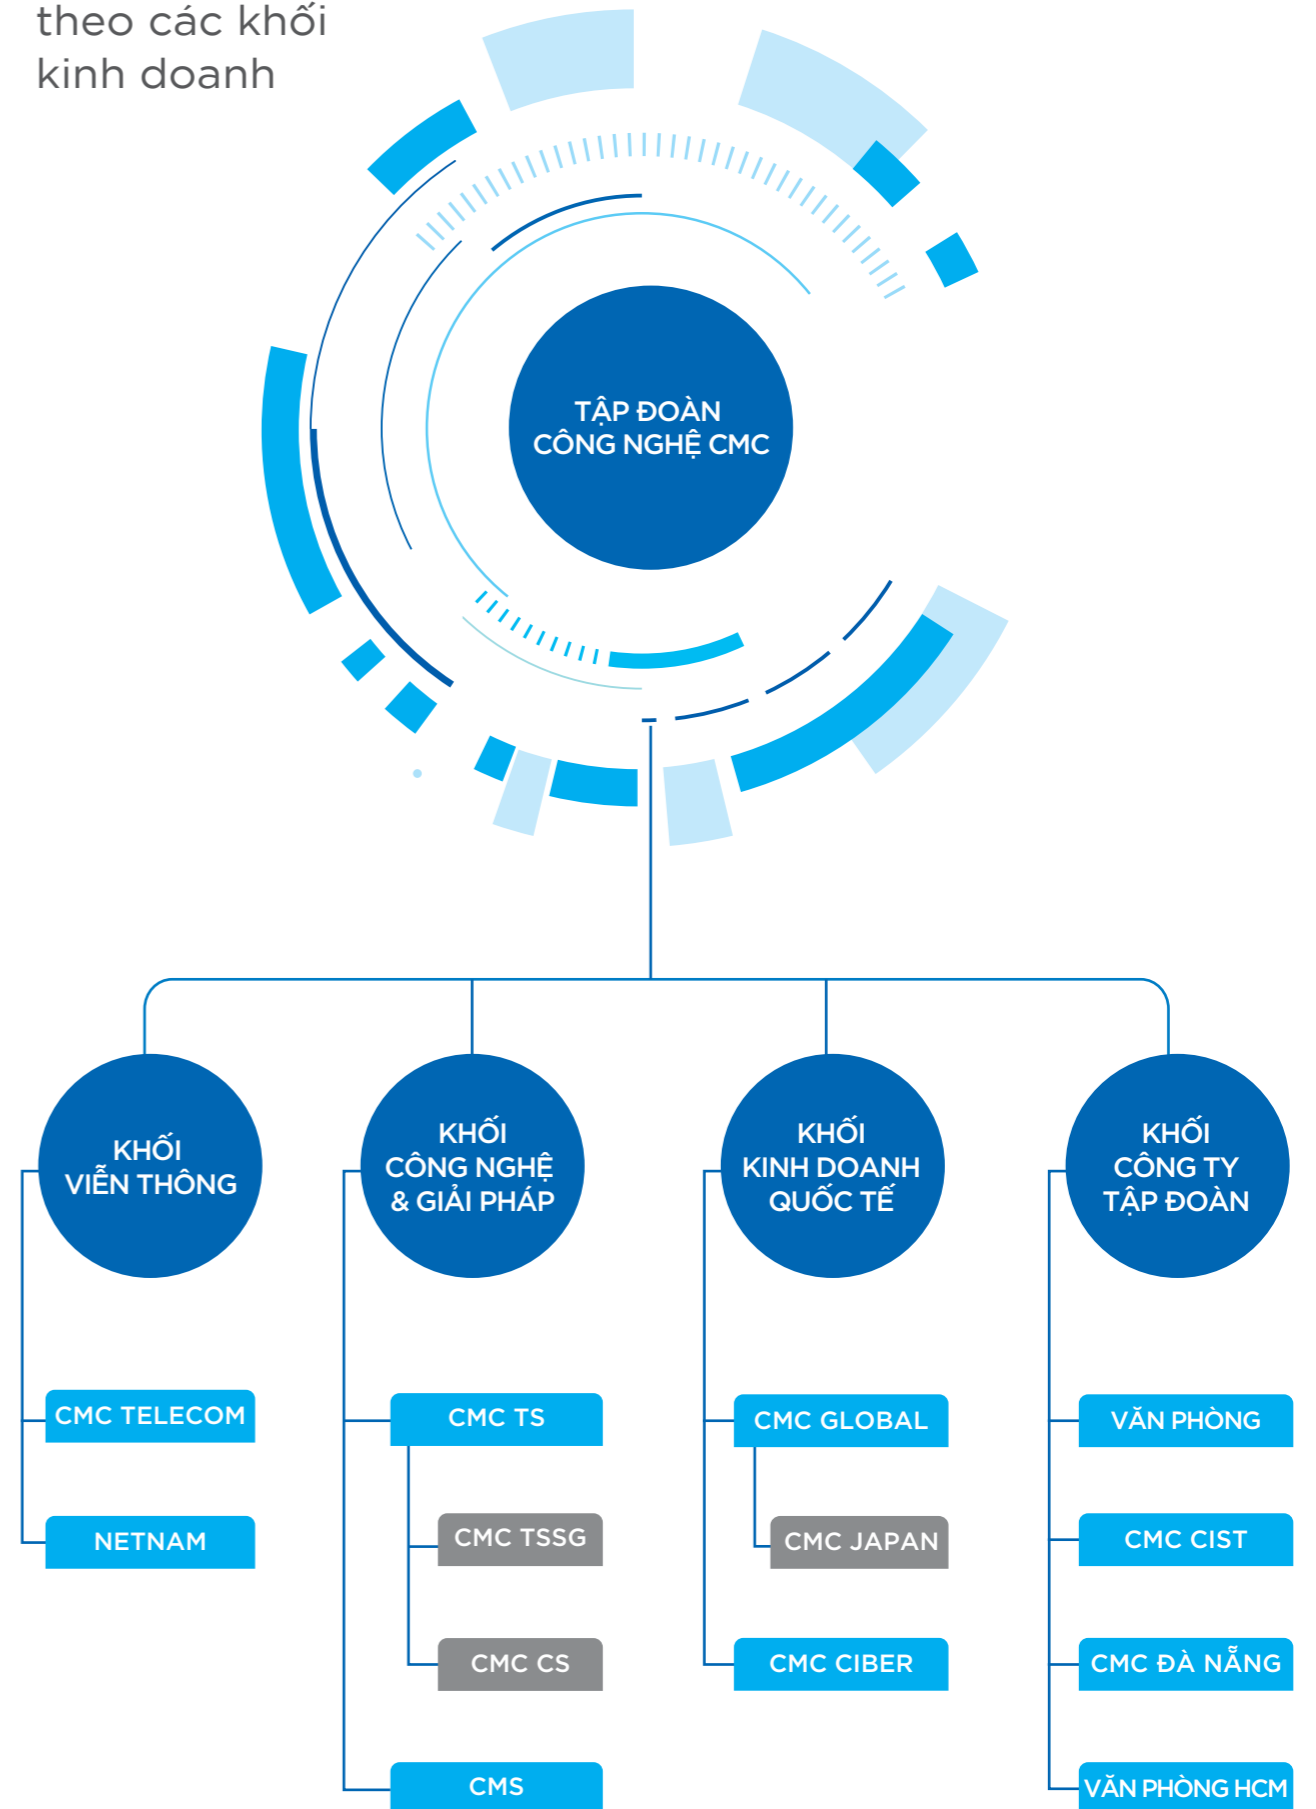 theo các khối
kinh doanh
TẬP ĐOÀN
CÔNG NGHỆ CMC
KHỐI
VIỄN THÔNG
KHỐI
CÔNG NGHỆ
& GIẢI PHÁP
KHỐI
KINH DOANH
QUỐC TẾ
KHỐI
CÔNG TY
TẬP ĐOÀN
CMC TELECOM
NETNAM
CMC TS
CMC TSSG
CMC CS
CMS
CMC GLOBAL
CMC JAPAN
CMC CIBER
VĂN PHÒNG
CMC CIST
CMC ĐÀ NẴNG
VĂN PHÒNG HCM